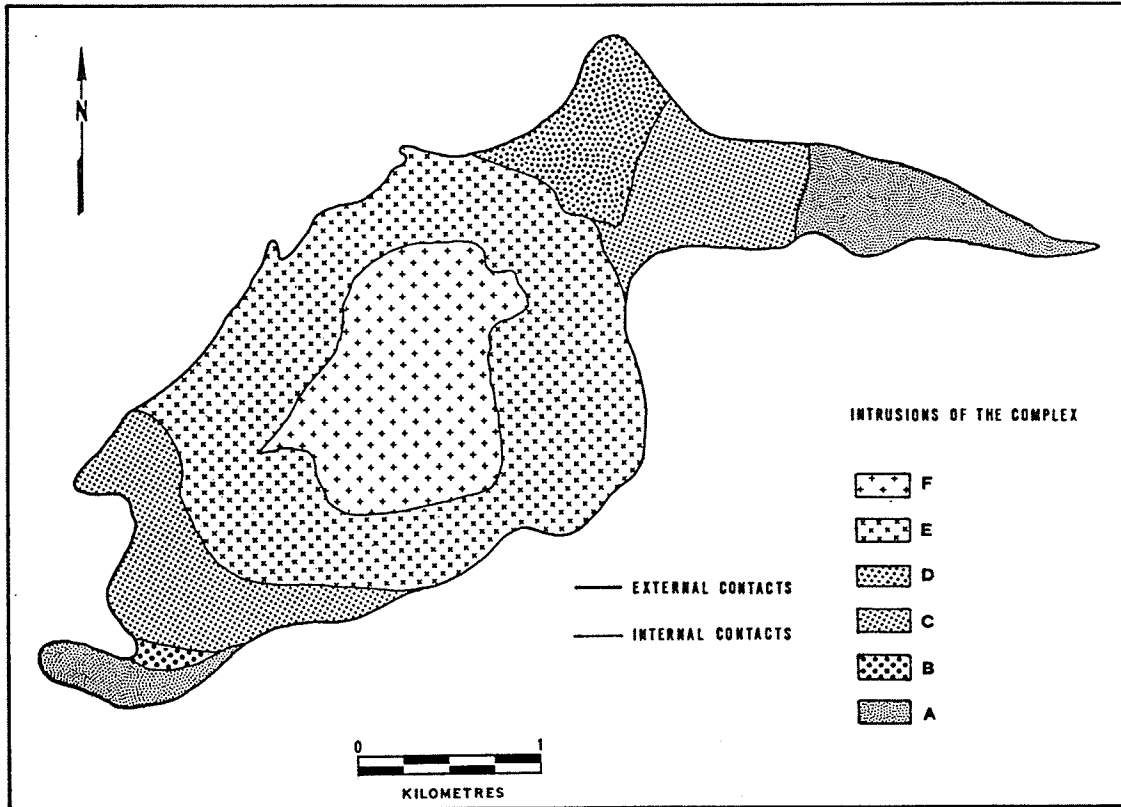 N
INTRUSIONS OF THE COMPLEX
F
E
D
C
B
A
EXTERNAL CONTACTS
INTERNAL CONTACTS
0 1
KILOMETRES